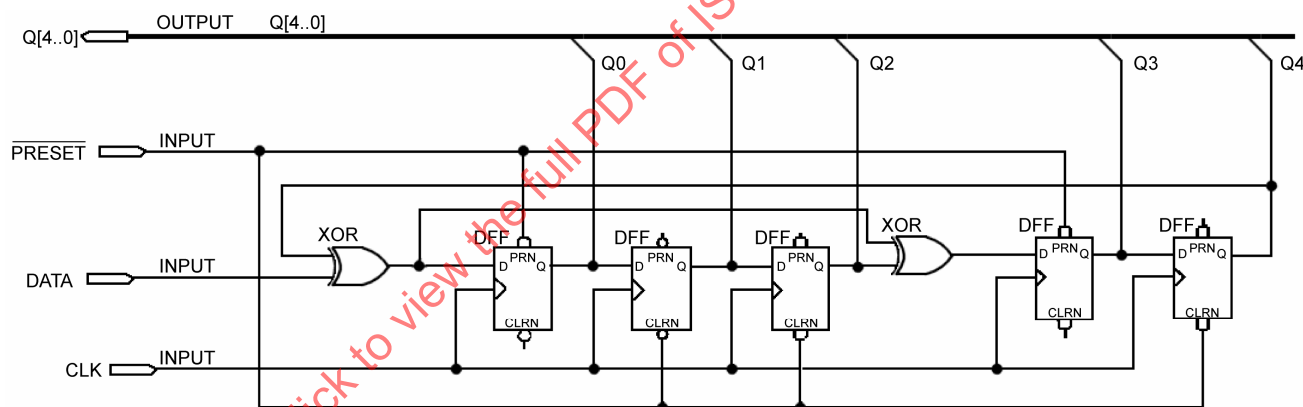 OUTPUT Q[4..0]
Q[4..0]
Q0 Q1 Q2 Q3 Q4
PRESET INPUT
XOR DFF DFF DFF XOR DFF DFF
PRN PRN PRN PRN PRN
D Q D Q D Q D Q D Q
DATA INPUT
CLRN CLRN CLRN CLRN CLRN
CLK INPUT
lick to view the full PDF of IS